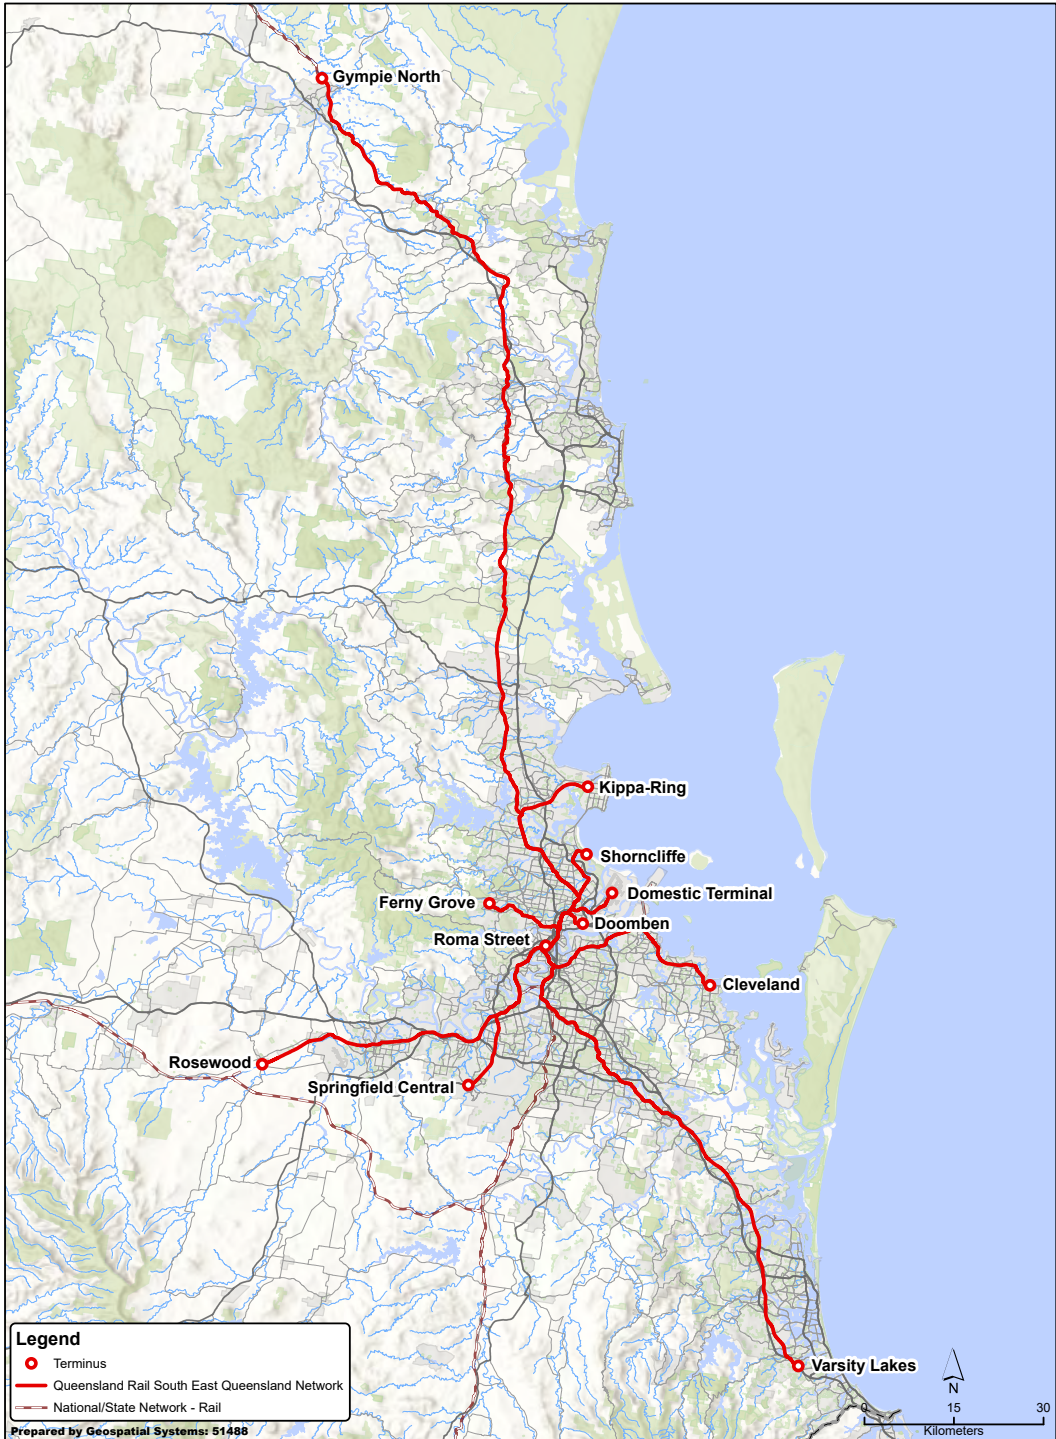 Gympie North
Kippa-Ring
Shorncliffe
Domestic Terminal
Ferny Grove
Doomben
Roma Street
Cleveland
Rosewood
Springfield Central
Varsity Lakes
Legend
Terminus
Queensland Rail South East Queensland Network
National/State Network - Rail
Prepared by Geospatial Systems: 51488
N
0 15 30
Kilometers